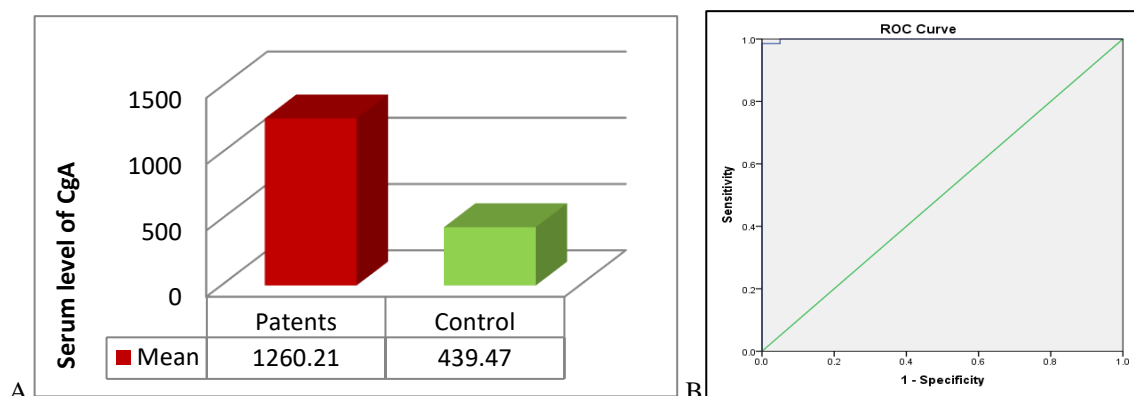 Serum level of CgA
1500
1000
500
0
Patents Control
Mean 1260.21 439.47
A
ROC Curve
Sensitivity
1.0
0.8
0.6
0.4
0.2
0.0
0.0 0.2 0.4 0.6 0.8 1.0
1 - Specificity
B